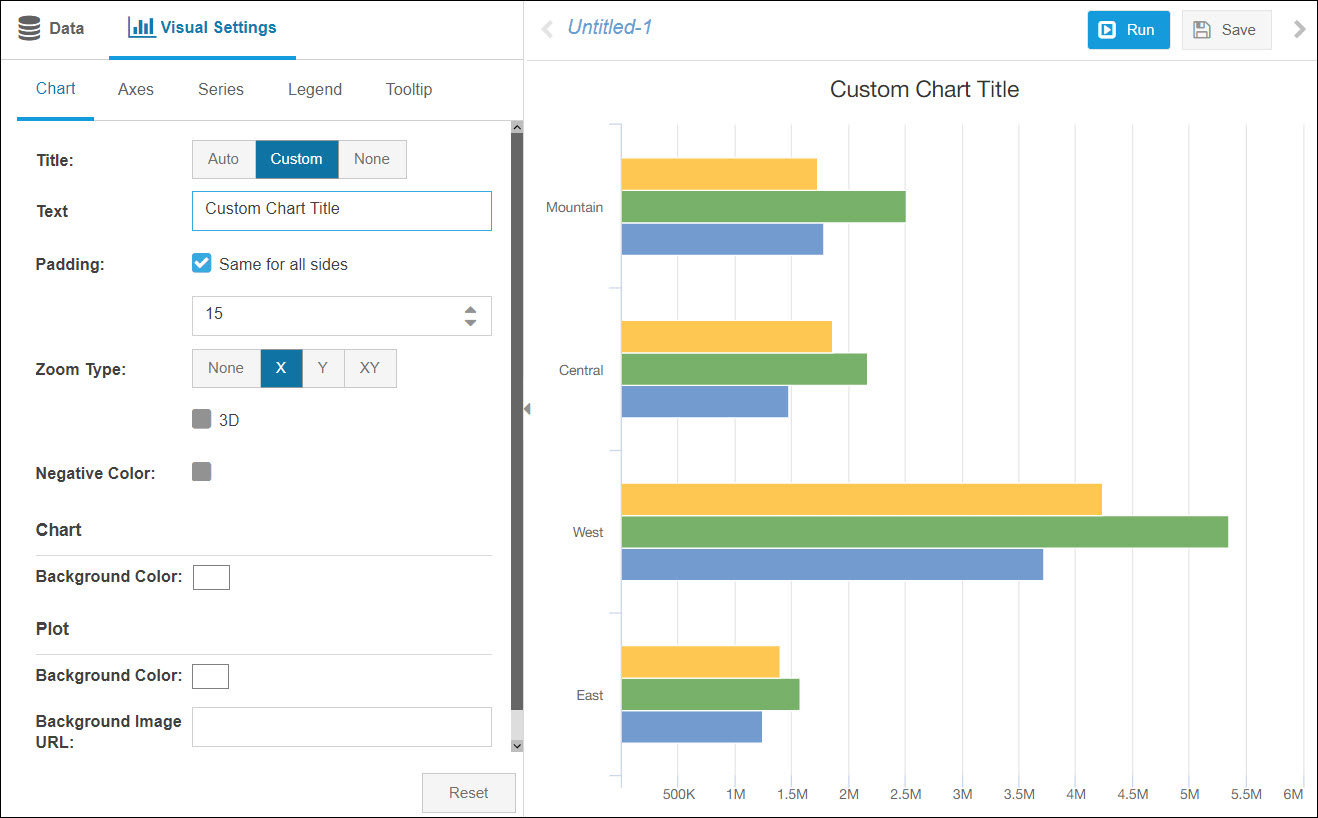 Data
Visual Settings
Untitled-1
Run
Save
Chart
Axes
Series
Legend
Tooltip
Title:
Auto
Custom
None
Text
Custom Chart Title
Padding:
Same for all sides
15
Zoom Type:
None
X
Y
XY
3D
Negative Color:
Chart
Background Color:
Plot
Background Color:
Background Image
URL:
Reset
Custom Chart Title
Mountain
Central
West
East
500K
1M
1.5M
2M
2.5M
3M
3.5M
4M
4.5M
5M
5.5M
6M